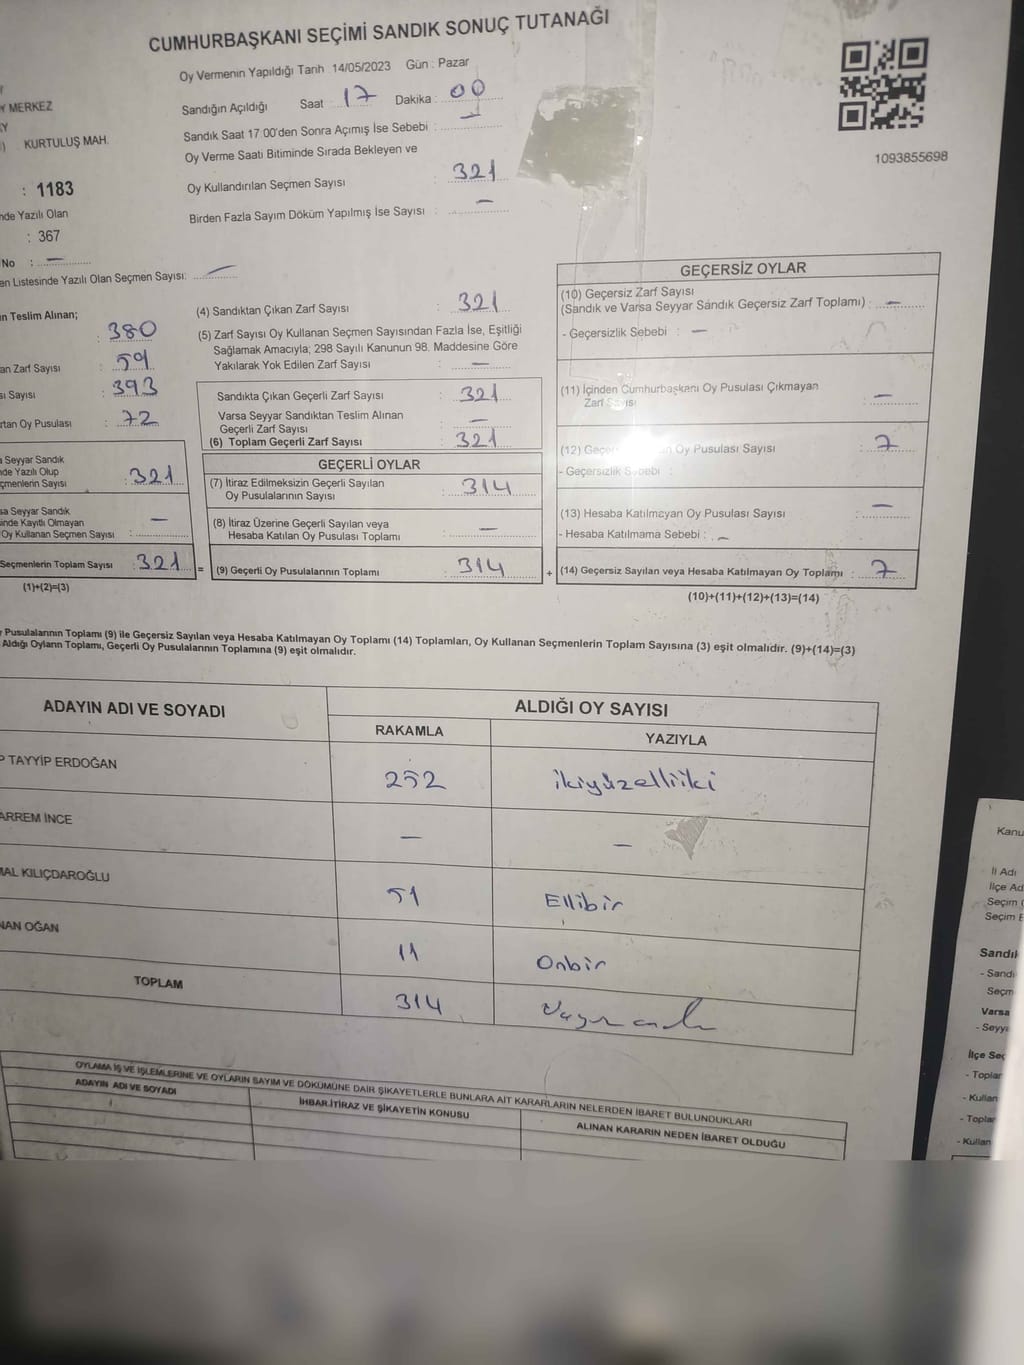 CUMHURBAŞKANI SEÇİMİ SANDIK SONUÇ TUTANAĞI
Oy Vermenin Yapıldığı Tarih 14/05/2023 Gün : Pazar
MERKEZ
KURTULUŞ MAH.
: 1183
nde Yazılı Olan
: 367
No : —
en Listesinde Yazılı Olan Seçmen Sayısı: —
Sandığın Açıldığı Saat : 17 Dakika : 00
Sandık Saat 17:00'den Sonra Açımış İse Sebebi : —
Oy Verme Saati Bitiminde Sırada Bekleyen ve
Oy Kullandırılan Seçmen Sayısı : 321
Birden Fazla Sayım Döküm Yapılmış İse Sayısı : —
1093855698
n Teslim Alınan;
: 380
an Zarf Sayısı : 59
sı Sayısı : 393
rtan Oy Pusulası : 72
a Seyyar Sandık
nde Yazılı Olup
çmenlerin Sayısı : 321
sa Seyyar Sandık
inde Kayıtlı Olmayan
Oy Kullanan Seçmen Sayısı : —
Seçmenlerin Toplam Sayısı : 321
(1)+(2)=(3)
(4) Sandıktan Çıkan Zarf Sayısı : 321
(5) Zarf Sayısı Oy Kullanan Seçmen Sayısından Fazla İse, Eşitliği
Sağlamak Amacıyla; 298 Sayılı Kanunun 98. Maddesine Göre
Yakılarak Yok Edilen Zarf Sayısı : —
Sandıkta Çıkan Geçerli Zarf Sayısı : 321
Varsa Seyyar Sandıktan Teslim Alınan
Geçerli Zarf Sayısı : —
(6) Toplam Geçerli Zarf Sayısı : 321
GEÇERLİ OYLAR
(7) İtiraz Edilmeksizin Geçerli Sayılan
Oy Pusulalarının Sayısı : 314
(8) İtiraz Üzerine Geçerli Sayılan veya
Hesaba Katılan Oy Pusulası Toplamı : —
= (9) Geçerli Oy Pusulalarının Toplamı : 314
GEÇERSİZ OYLAR
(10) Geçersiz Zarf Sayısı
(Sandık ve Varsa Seyyar Sandık Geçersiz Zarf Toplamı) : —
- Geçersizlik Sebebi : —
(11) İçinden Cumhurbaşkanı Oy Pusulası Çıkmayan
Zarf Sayısı : —
(12) Geçer Oy Pusulası Sayısı : 7
- Geçersizlik Sebebi :
(13) Hesaba Katılmayan Oy Pusulası Sayısı : —
- Hesaba Katılmama Sebebi : —
+ (14) Geçersiz Sayılan veya Hesaba Katılmayan Oy Toplamı : 7
(10)+(11)+(12)+(13)=(14)
Pusulalarının Toplamı (9) ile Geçersiz Sayılan veya Hesaba Katılmayan Oy Toplamı (14) Toplamları, Oy Kullanan Seçmenlerin Toplam Sayısına (3) eşit olmalıdır. (9)+(14)=(3)
Aldığı Oyların Toplamı, Geçerli Oy Pusulalarının Toplamına (9) eşit olmalıdır.
ADAYIN ADI VE SOYADI
ALDIĞI OY SAYISI
RAKAMLA YAZIYLA
P TAYYİP ERDOĞAN 252 ikiyüzelliiki
ARREM İNCE — —
MAL KILIÇDAROĞLU 51 Ellibir
NAN OĞAN 11 Onbir
TOPLAM 314
OYLAMA İŞ VE İŞLEMLERİNE VE OYLARIN SAYIM VE DÖKÜMÜNE DAİR ŞİKAYETLERLE BUNLARA AİT KARARLARIN NELERDEN İBARET BULUNDUKLARI
ADAYIN ADI VE SOYADI
İHBAR.İTİRAZ VE ŞİKAYETİN KONUSU
ALINAN KARARIN NEDEN İBARET OLDUĞU
Kanu
İl Adı
İlçe Ad
Seçim
Seçim
Sandık
- Sandı
Seçm
Varsa
- Seyya
İlçe Seç
- Toplar
- Kullan
- Toplar
- Kullan